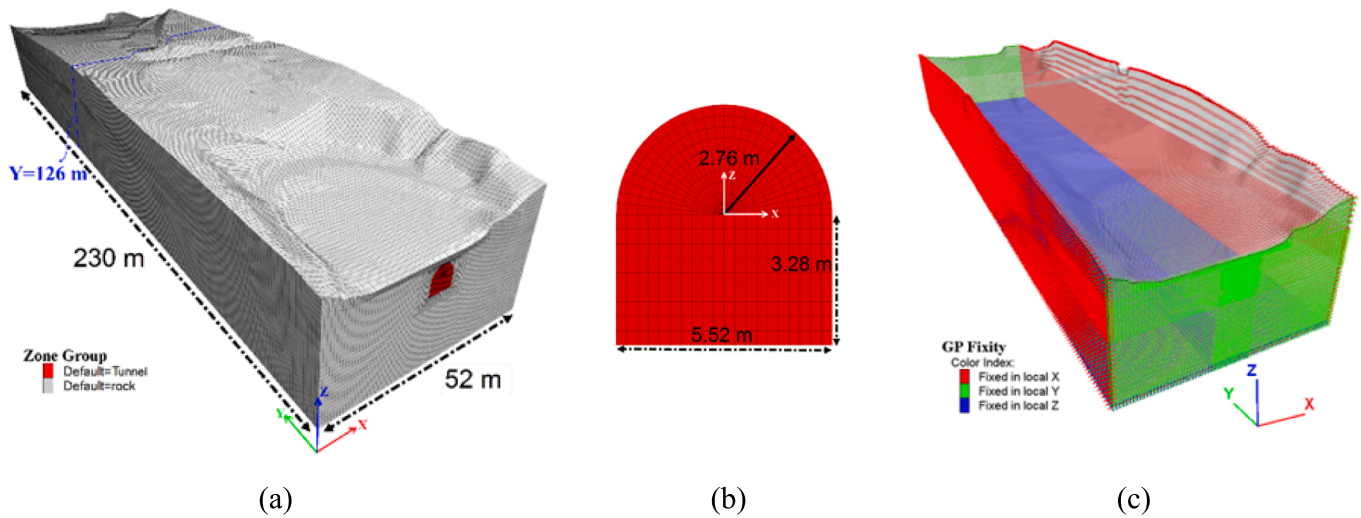 Y=126 m
230 m
52 m
Zone Group
Default=Tunnel
Default=rock
Z
Y
X
(a)
2.76 m
Z
X
3.28 m
5.52 m
(b)
GP Fixity
Color Index:
Fixed in local X
Fixed in local Y
Fixed in local Z
Z
Y
X
(c)